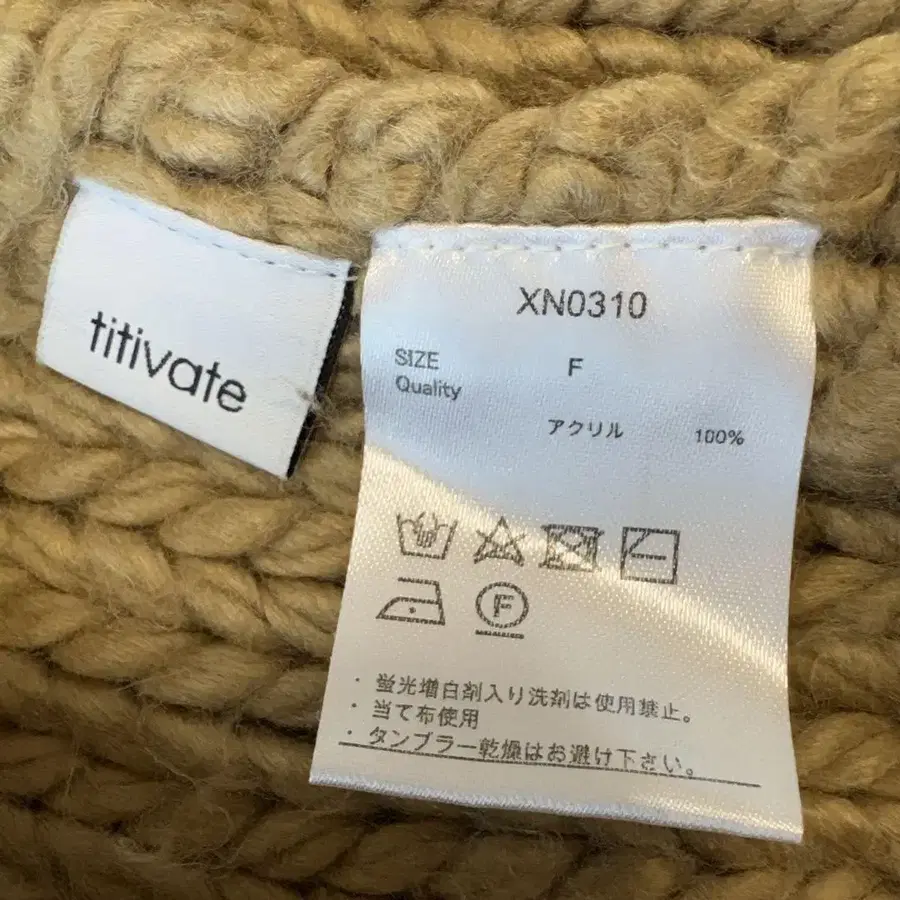 titivate
XN0310
SIZE F
Quality
アクリル 100%
F
・蛍光増白剤入り洗剤は使用禁止。
・当て布使用
・タンブラー乾燥はお避け下さい。